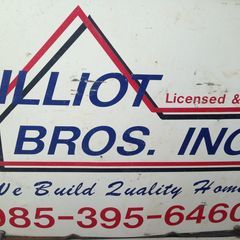 ILLIOT
Licensed &
BROS. INC
We Build Quality Home
985-395-6460